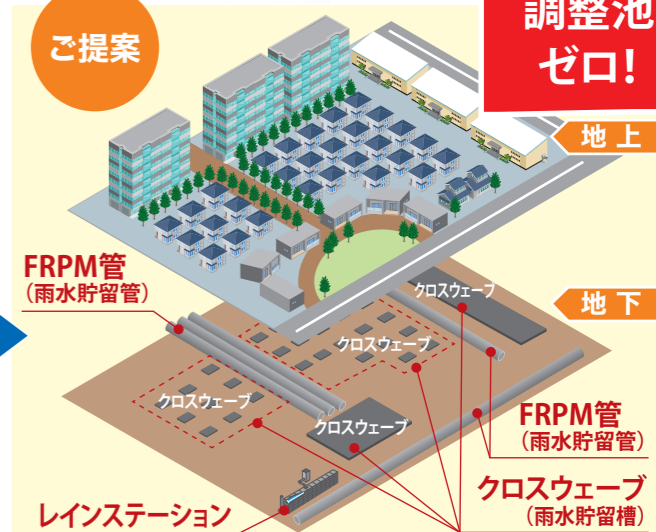 ご提案
調整池
ゼロ!
地上
FRPM管
（雨水貯留管）
クロスウェーブ
地下
クロスウェーブ
クロスウェーブ
クロスウェーブ
FRPM管
（雨水貯留管）
クロスウェーブ
（雨水貯留槽）
レインステーション